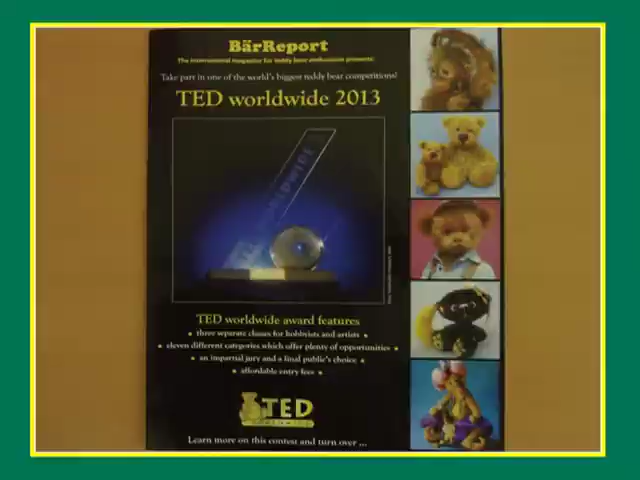 BärReport
The international magazine for teddy bear enthusiasts presents:
Take part in one of the world's biggest teddy bear competitions!
TED worldwide 2013
WORLDWIDE
TED worldwide award features
• three separate classes for hobbyists and artists •
• eleven different categories which offer plenty of opportunities •
• an impartial jury and a final public's choice •
• affordable entry fees •
TED
WORLDWIDE
Learn more on this contest and turn over ...